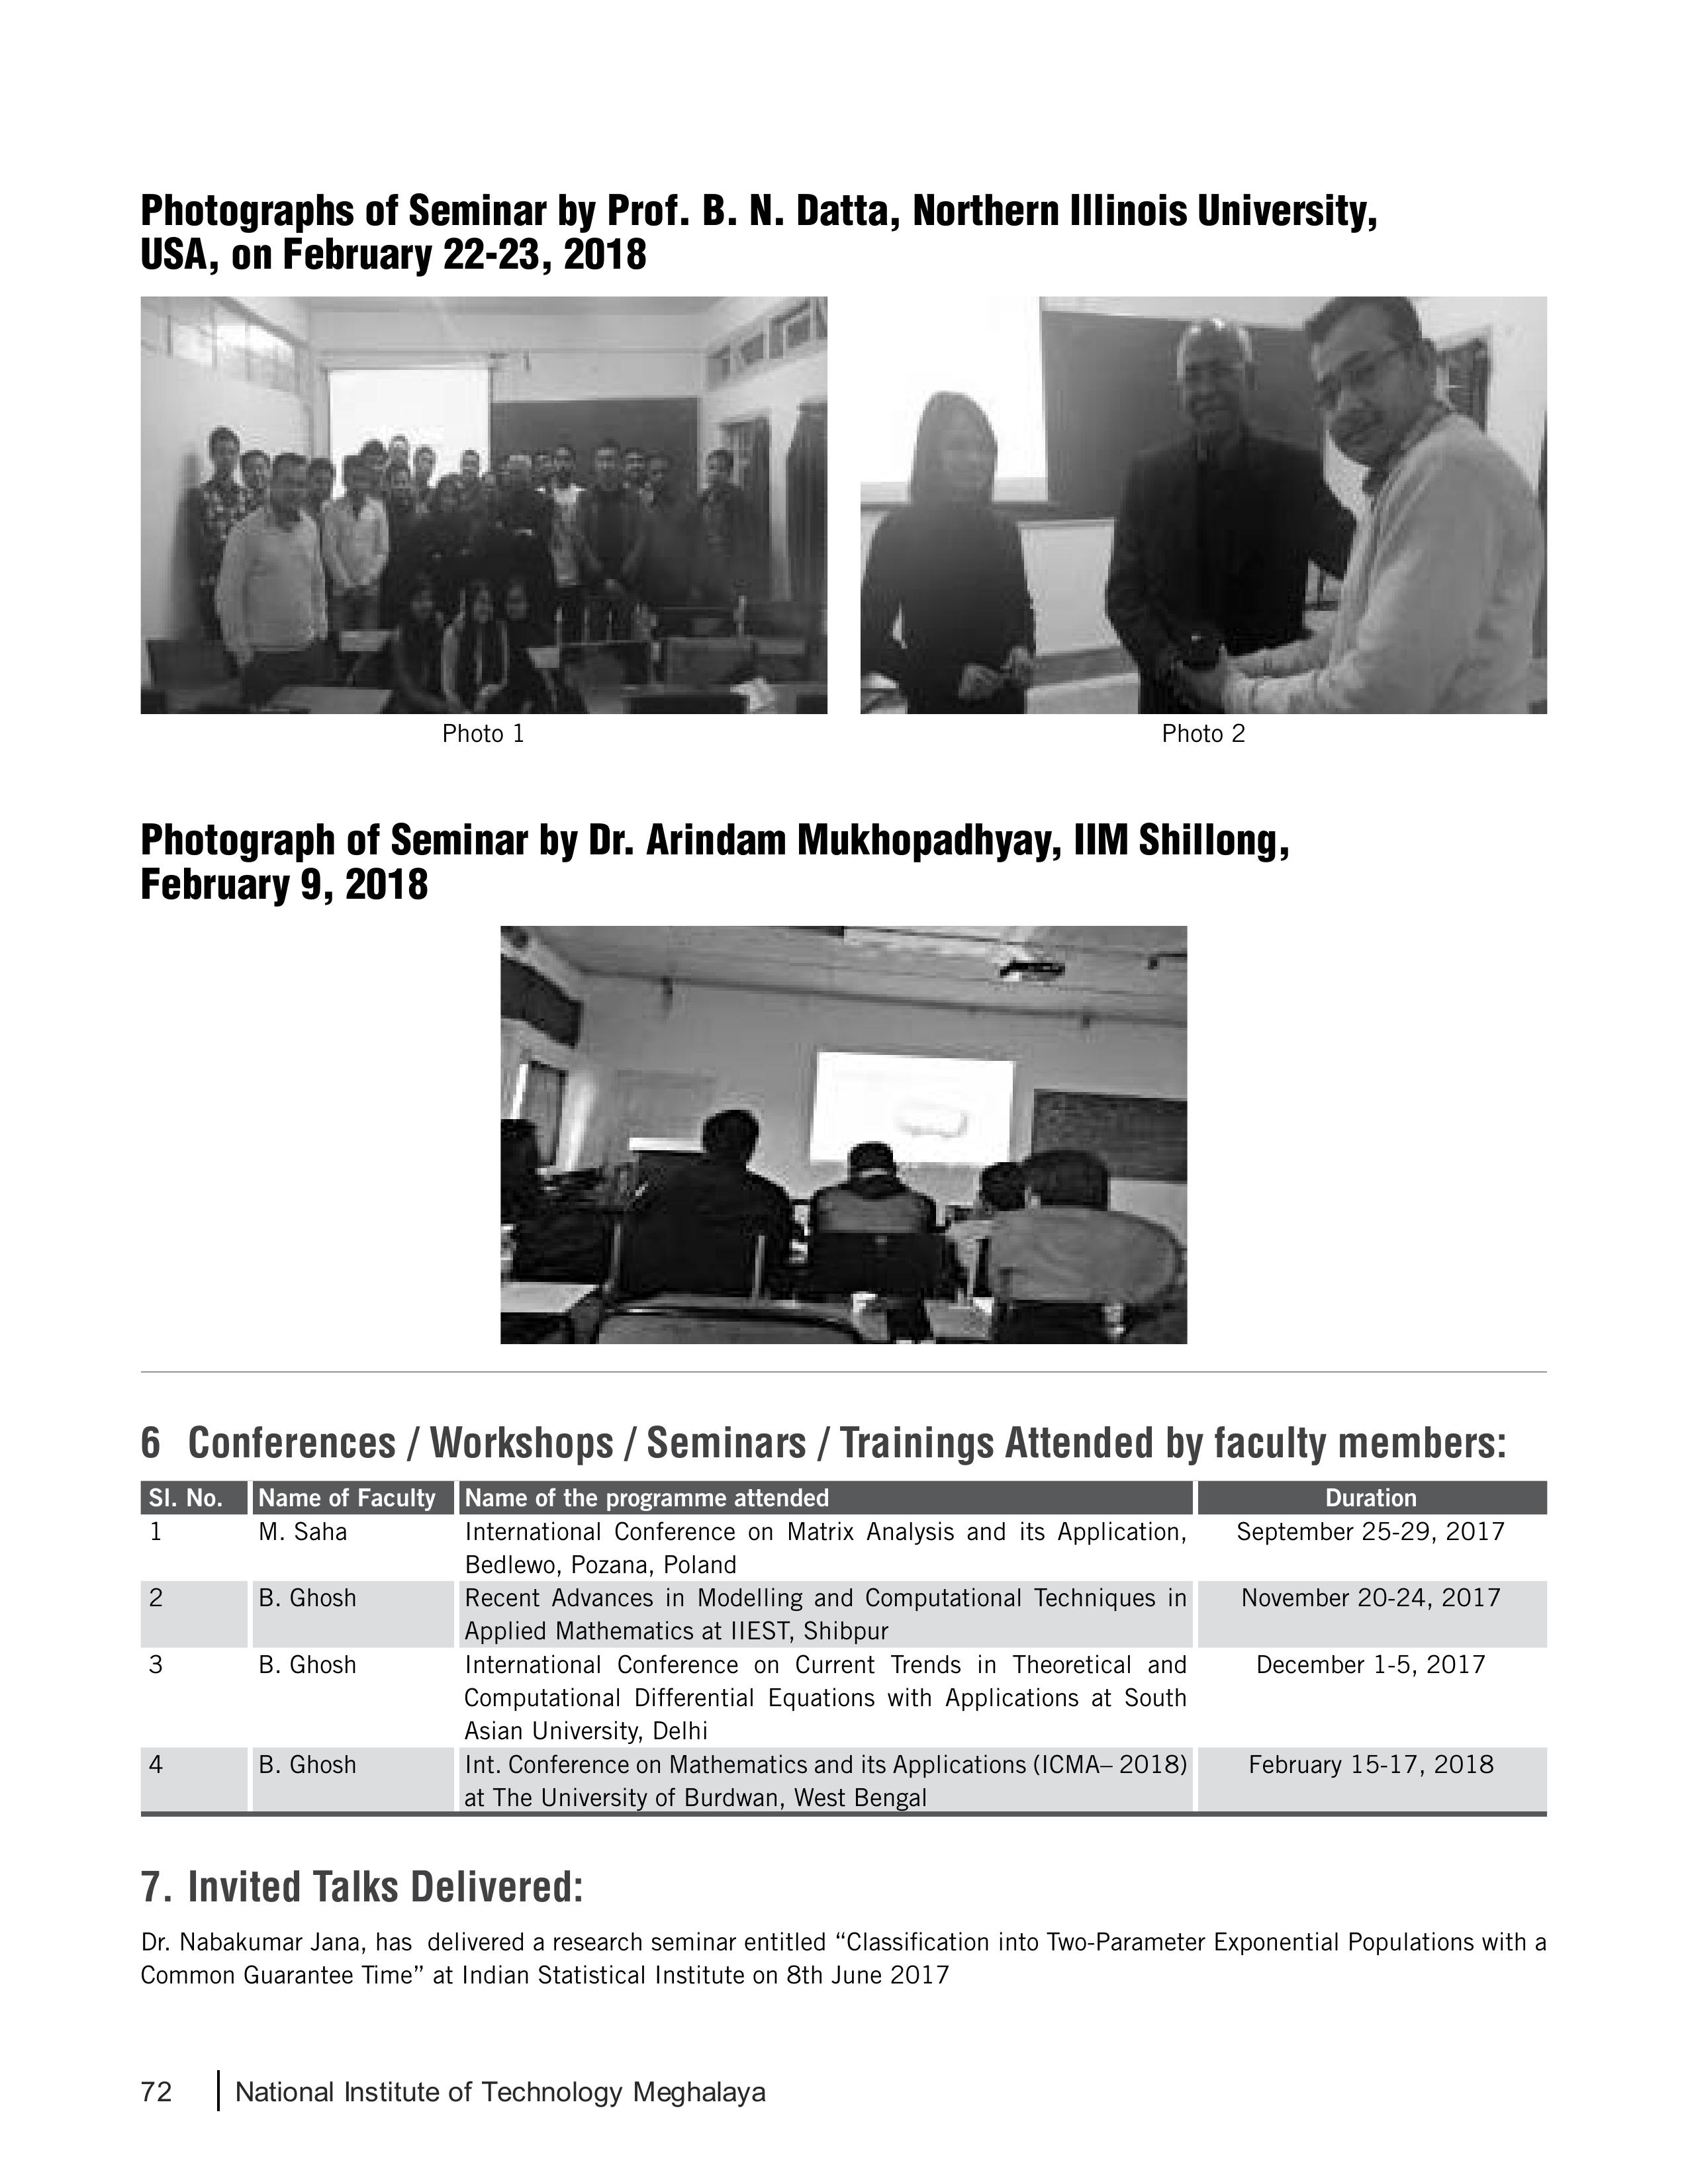 Photographs of Seminar by Prof. B. N. Datta, Northern Illinois University,
USA, on February 22-23, 2018
Photo 1
Photo 2
Photograph of Seminar by Dr. Arindam Mukhopadhyay, IIM Shillong,
February 9, 2018
6 Conferences / Workshops / Seminars / Trainings Attended by faculty members:
Sl. No. Name of Faculty Name of the programme attended Duration
1 M. Saha International Conference on Matrix Analysis and its Application, September 25-29, 2017
Bedlewo, Pozana, Poland
2 B. Ghosh Recent Advances in Modelling and Computational Techniques in November 20-24, 2017
Applied Mathematics at IIEST, Shibpur
3 B. Ghosh International Conference on Current Trends in Theoretical and December 1-5, 2017
Computational Differential Equations with Applications at South
Asian University, Delhi
4 B. Ghosh Int. Conference on Mathematics and its Applications (ICMA– 2018) February 15-17, 2018
at The University of Burdwan, West Bengal
7. Invited Talks Delivered:
Dr. Nabakumar Jana, has delivered a research seminar entitled “Classification into Two-Parameter Exponential Populations with a
Common Guarantee Time” at Indian Statistical Institute on 8th June 2017
72 National Institute of Technology Meghalaya